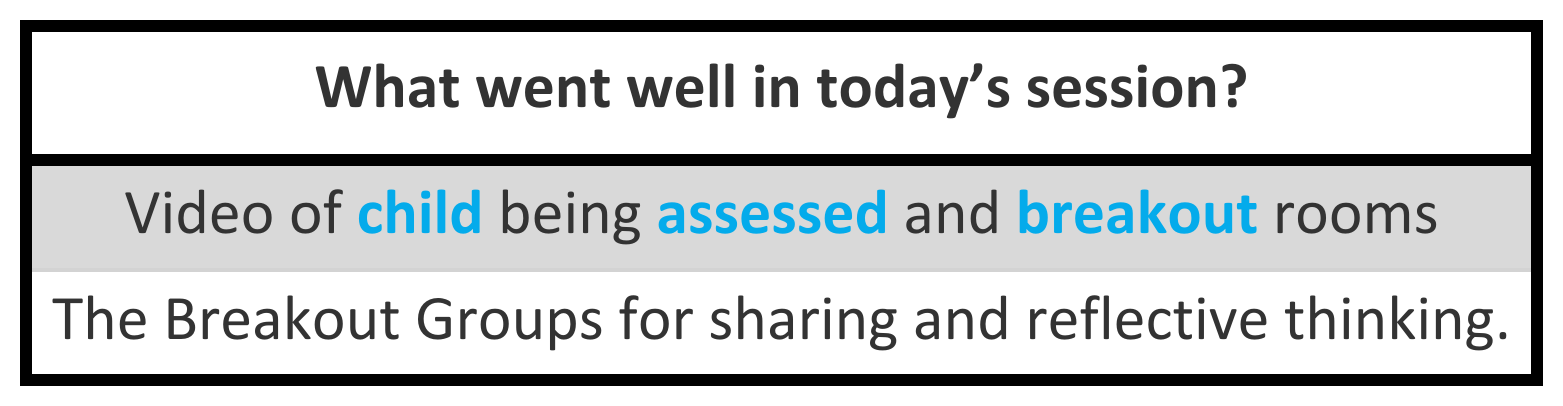 What went well in today’s session?
Video of child being assessed and breakout rooms
The Breakout Groups for sharing and reflective thinking.